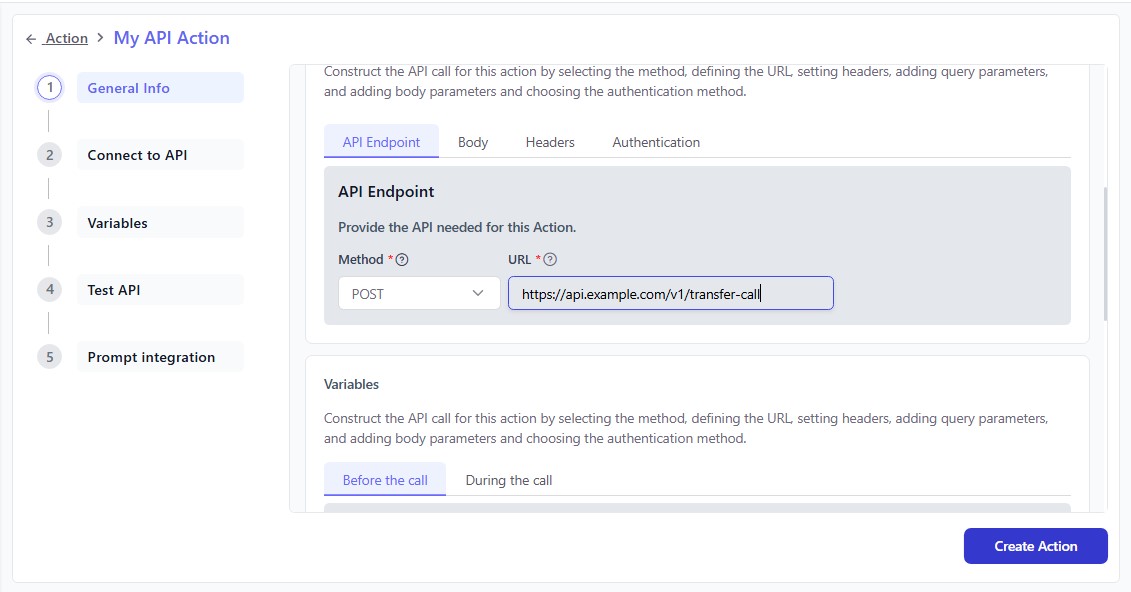 ← Action > My API Action
1 General Info
2 Connect to API
3 Variables
4 Test API
5 Prompt integration
Construct the API call for this action by selecting the method, defining the URL, setting headers, adding query parameters,
and adding body parameters and choosing the authentication method.
API Endpoint Body Headers Authentication
API Endpoint
Provide the API needed for this Action.
Method * ? URL * ?
POST https://api.example.com/v1/transfer-call
Variables
Construct the API call for this action by selecting the method, defining the URL, setting headers, adding query parameters,
and adding body parameters and choosing the authentication method.
Before the call During the call
Create Action